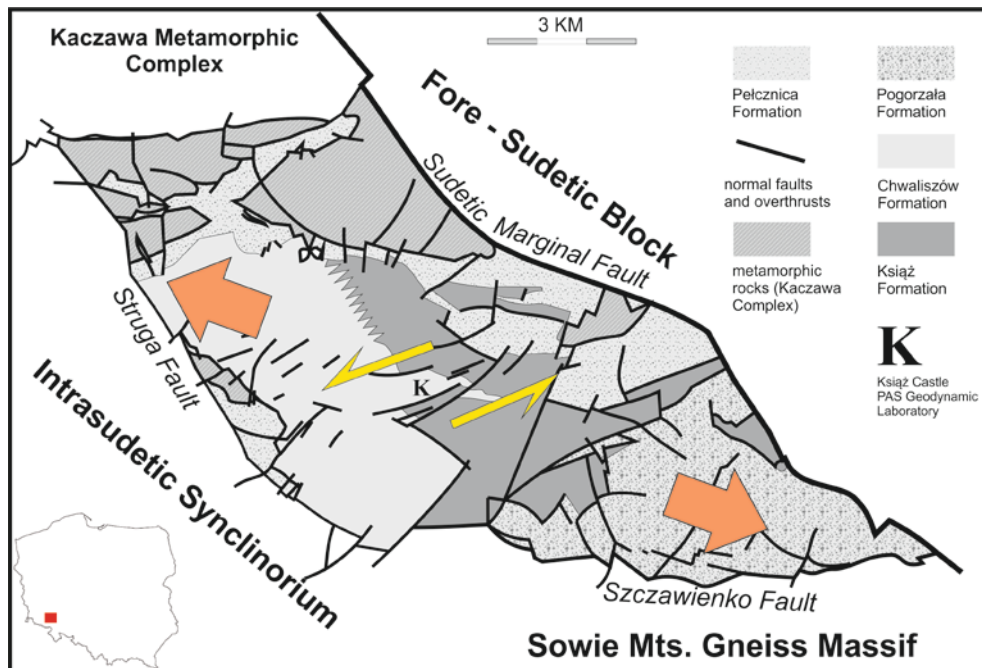 Kaczawa Metamorphic
Complex
3 KM
Fore - Sudetic Block
Sudetic Marginal Fault
Struga Fault
Intrasudetic Synclinorium
K
Szczawienko Fault
Sowie Mts. Gneiss Massif
Pełcznica
Formation
Pogorzała
Formation
normal faults
and overthrusts
Chwaliszów
Formation
metamorphic
rocks (Kaczawa
Complex)
Książ
Formation
K
Książ Castle
PAS Geodynamic
Laboratory